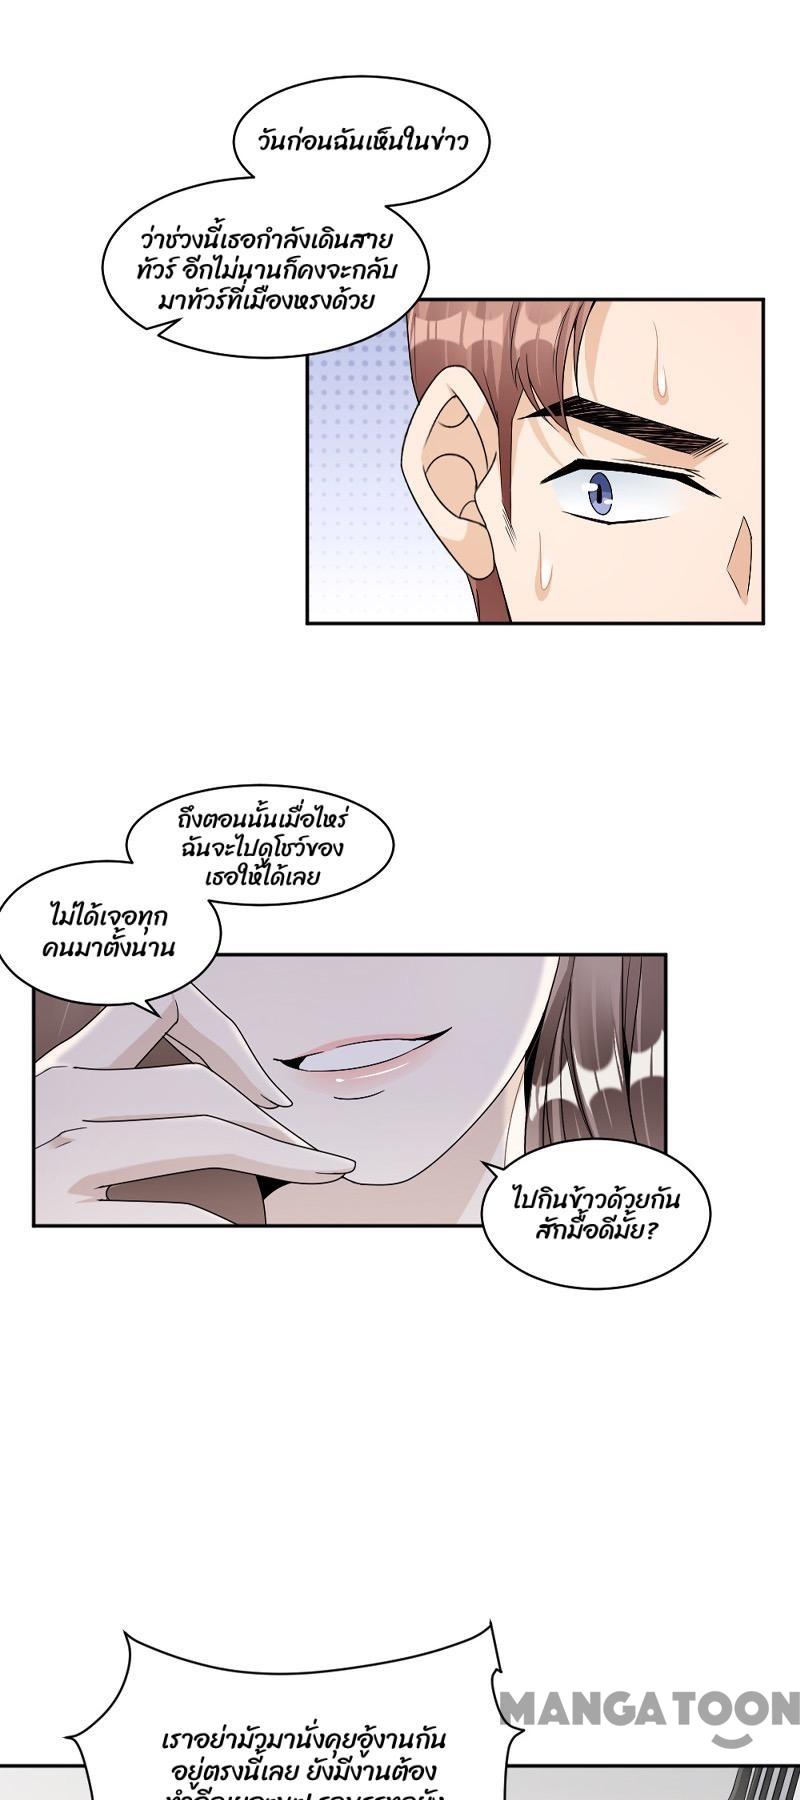 วันก่อนฉันเห็นในข่าว
ว่าช่วงนี้เธอกำลังเดินสาย
ทัวร์ อีกไม่นานก็คงจะกลับ
มาทัวร์ที่เมืองหรงด้วย
ถึงตอนนั้นเมื่อไหร่
ฉันจะไปดูโชว์ของ
เธอให้ได้เลย
ไม่ได้เจอทุก
คนมาตั้งนาน
ไปกินข้าวด้วยกัน
สักมื้อดีมั้ย?
MANGATOON
เราอย่ามัวมานั่งคุยอู้งานกัน
อยู่ตรงนี้เลย ยังมีงานต้อง